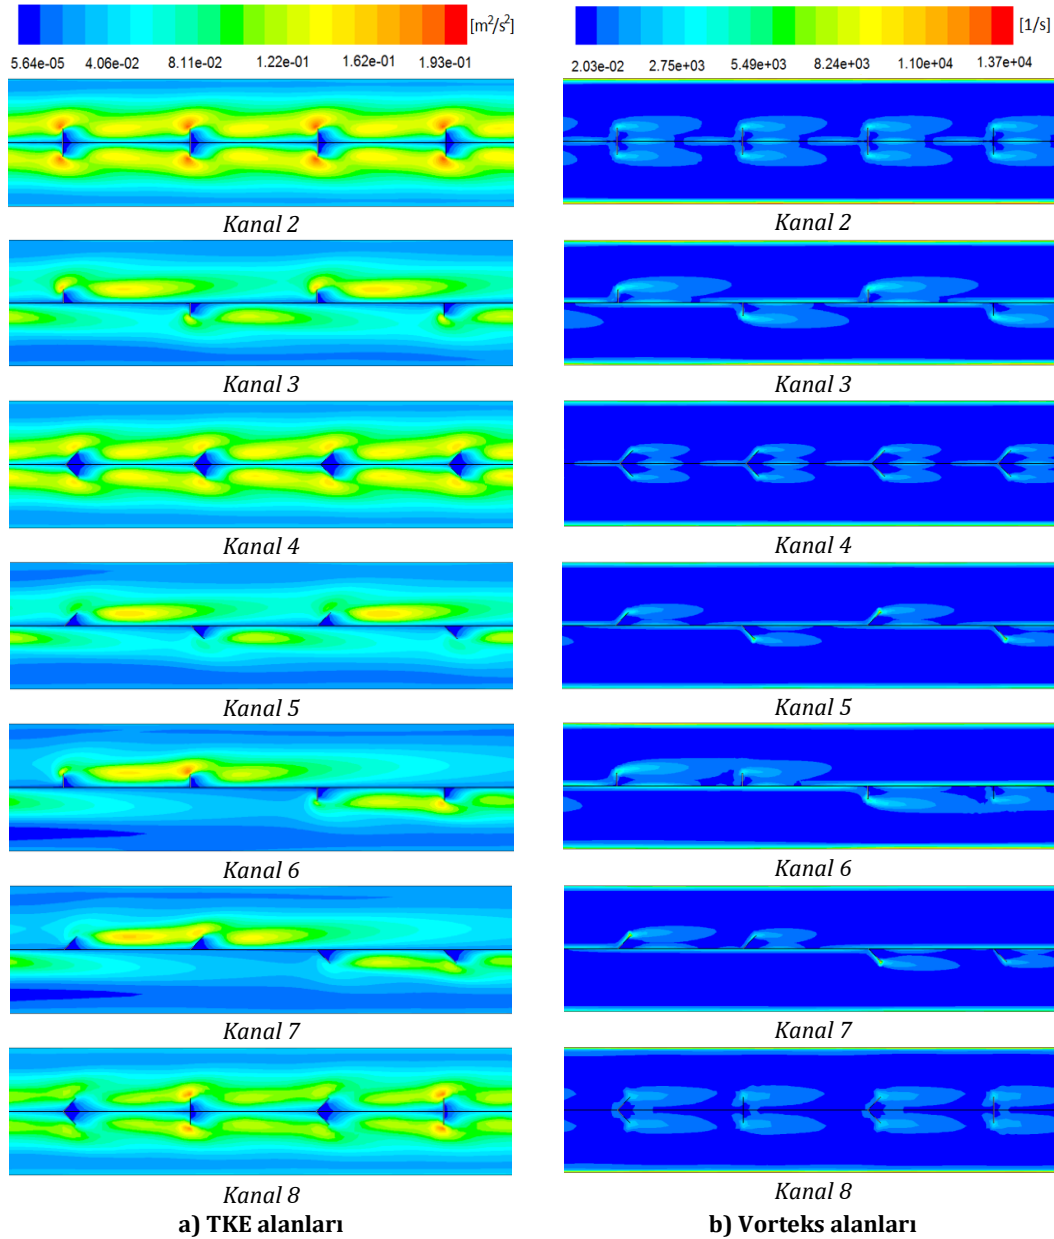 [m²/s²] [1/s]
5.64e-05 4.06e-02 8.11e-02 1.22e-01 1.62e-01 1.93e-01
2.03e-02 2.75e+03 5.49e+03 8.24e+03 1.10e+04 1.37e+04
Kanal 2 Kanal 2
Kanal 3 Kanal 3
Kanal 4 Kanal 4
Kanal 5 Kanal 5
Kanal 6 Kanal 6
Kanal 7 Kanal 7
Kanal 8 Kanal 8
a) TKE alanları b) Vorteks alanları